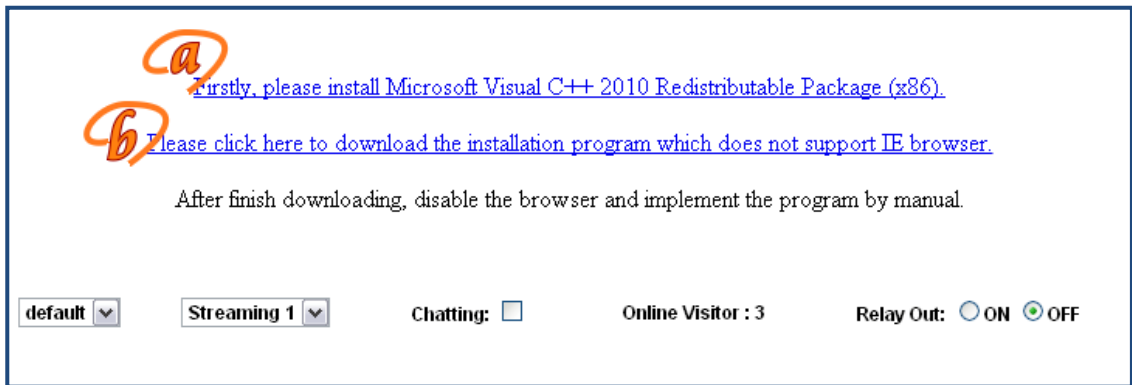 a
Firstly, please install Microsoft Visual C++ 2010 Redistributable Package (x86).
b
Please click here to download the installation program which does not support IE browser.
After finish downloading, disable the browser and implement the program by manual.
default Streaming 1 Chatting: Online Visitor : 3 Relay Out: ON OFF